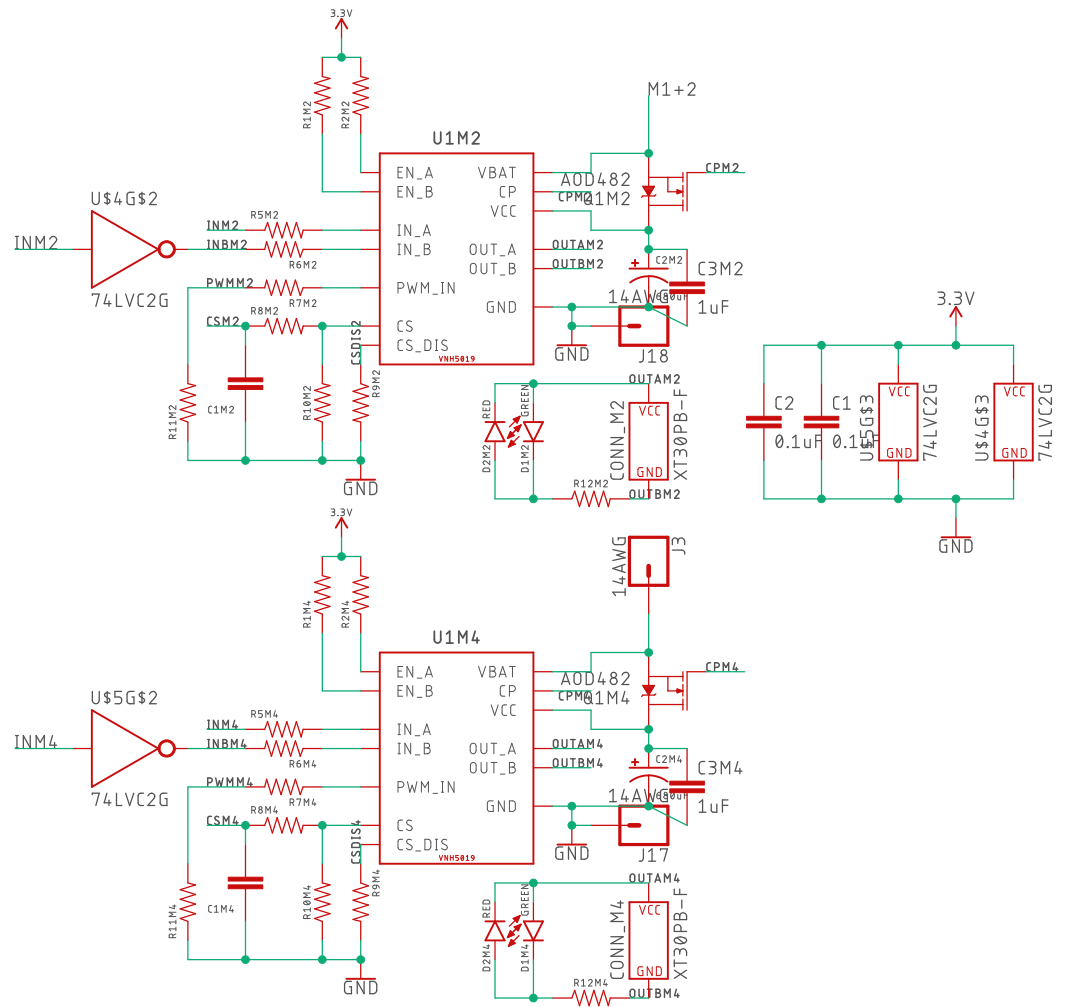 3.3V
R1M2
R2M2
U1M2
EN_A
EN_B
IN_A
IN_B
PWM_IN
CS
CS_DIS
VBAT
CP
VCC
OUT_A
OUT_B
GND
VNH5019
U$4G$2
INM2
74LVC2G
INM2
INBM2
R5M2
R6M2
PWMM2
R7M2
CSM2
R8M2
CSDIS2
R11M2
C1M2
R10M2
R9M2
GND
M1+2
AOD482
Q1M2
CPM2
CPM2
OUTAM2
OUTBM2
C2M2
680uF
C3M2
1uF
14AWG
J18
GND
OUTAM2
RED
GREEN
D2M2
D1M2
R12M2
OUTBM2
CONN_M2
VCC
GND
XT30PB-F
3.3V
C2
0.1uF
C1
0.1uF
U$5G$3
VCC
GND
74LVC2G
U$4G$3
VCC
GND
74LVC2G
GND
3.3V
R1M4
R2M4
U1M4
EN_A
EN_B
IN_A
IN_B
PWM_IN
CS
CS_DIS
VBAT
CP
VCC
OUT_A
OUT_B
GND
VNH5019
U$5G$2
INM4
74LVC2G
INM4
INBM4
R5M4
R6M4
PWMM4
R7M4
CSM4
R8M4
CSDIS4
R11M4
C1M4
R10M4
R9M4
GND
14AWG
J3
AOD482
Q1M4
CPM4
CPM4
OUTAM4
OUTBM4
C2M4
680uF
C3M4
1uF
14AWG
J17
GND
OUTAM4
RED
GREEN
D2M4
D1M4
R12M4
OUTBM4
CONN_M4
VCC
GND
XT30PB-F